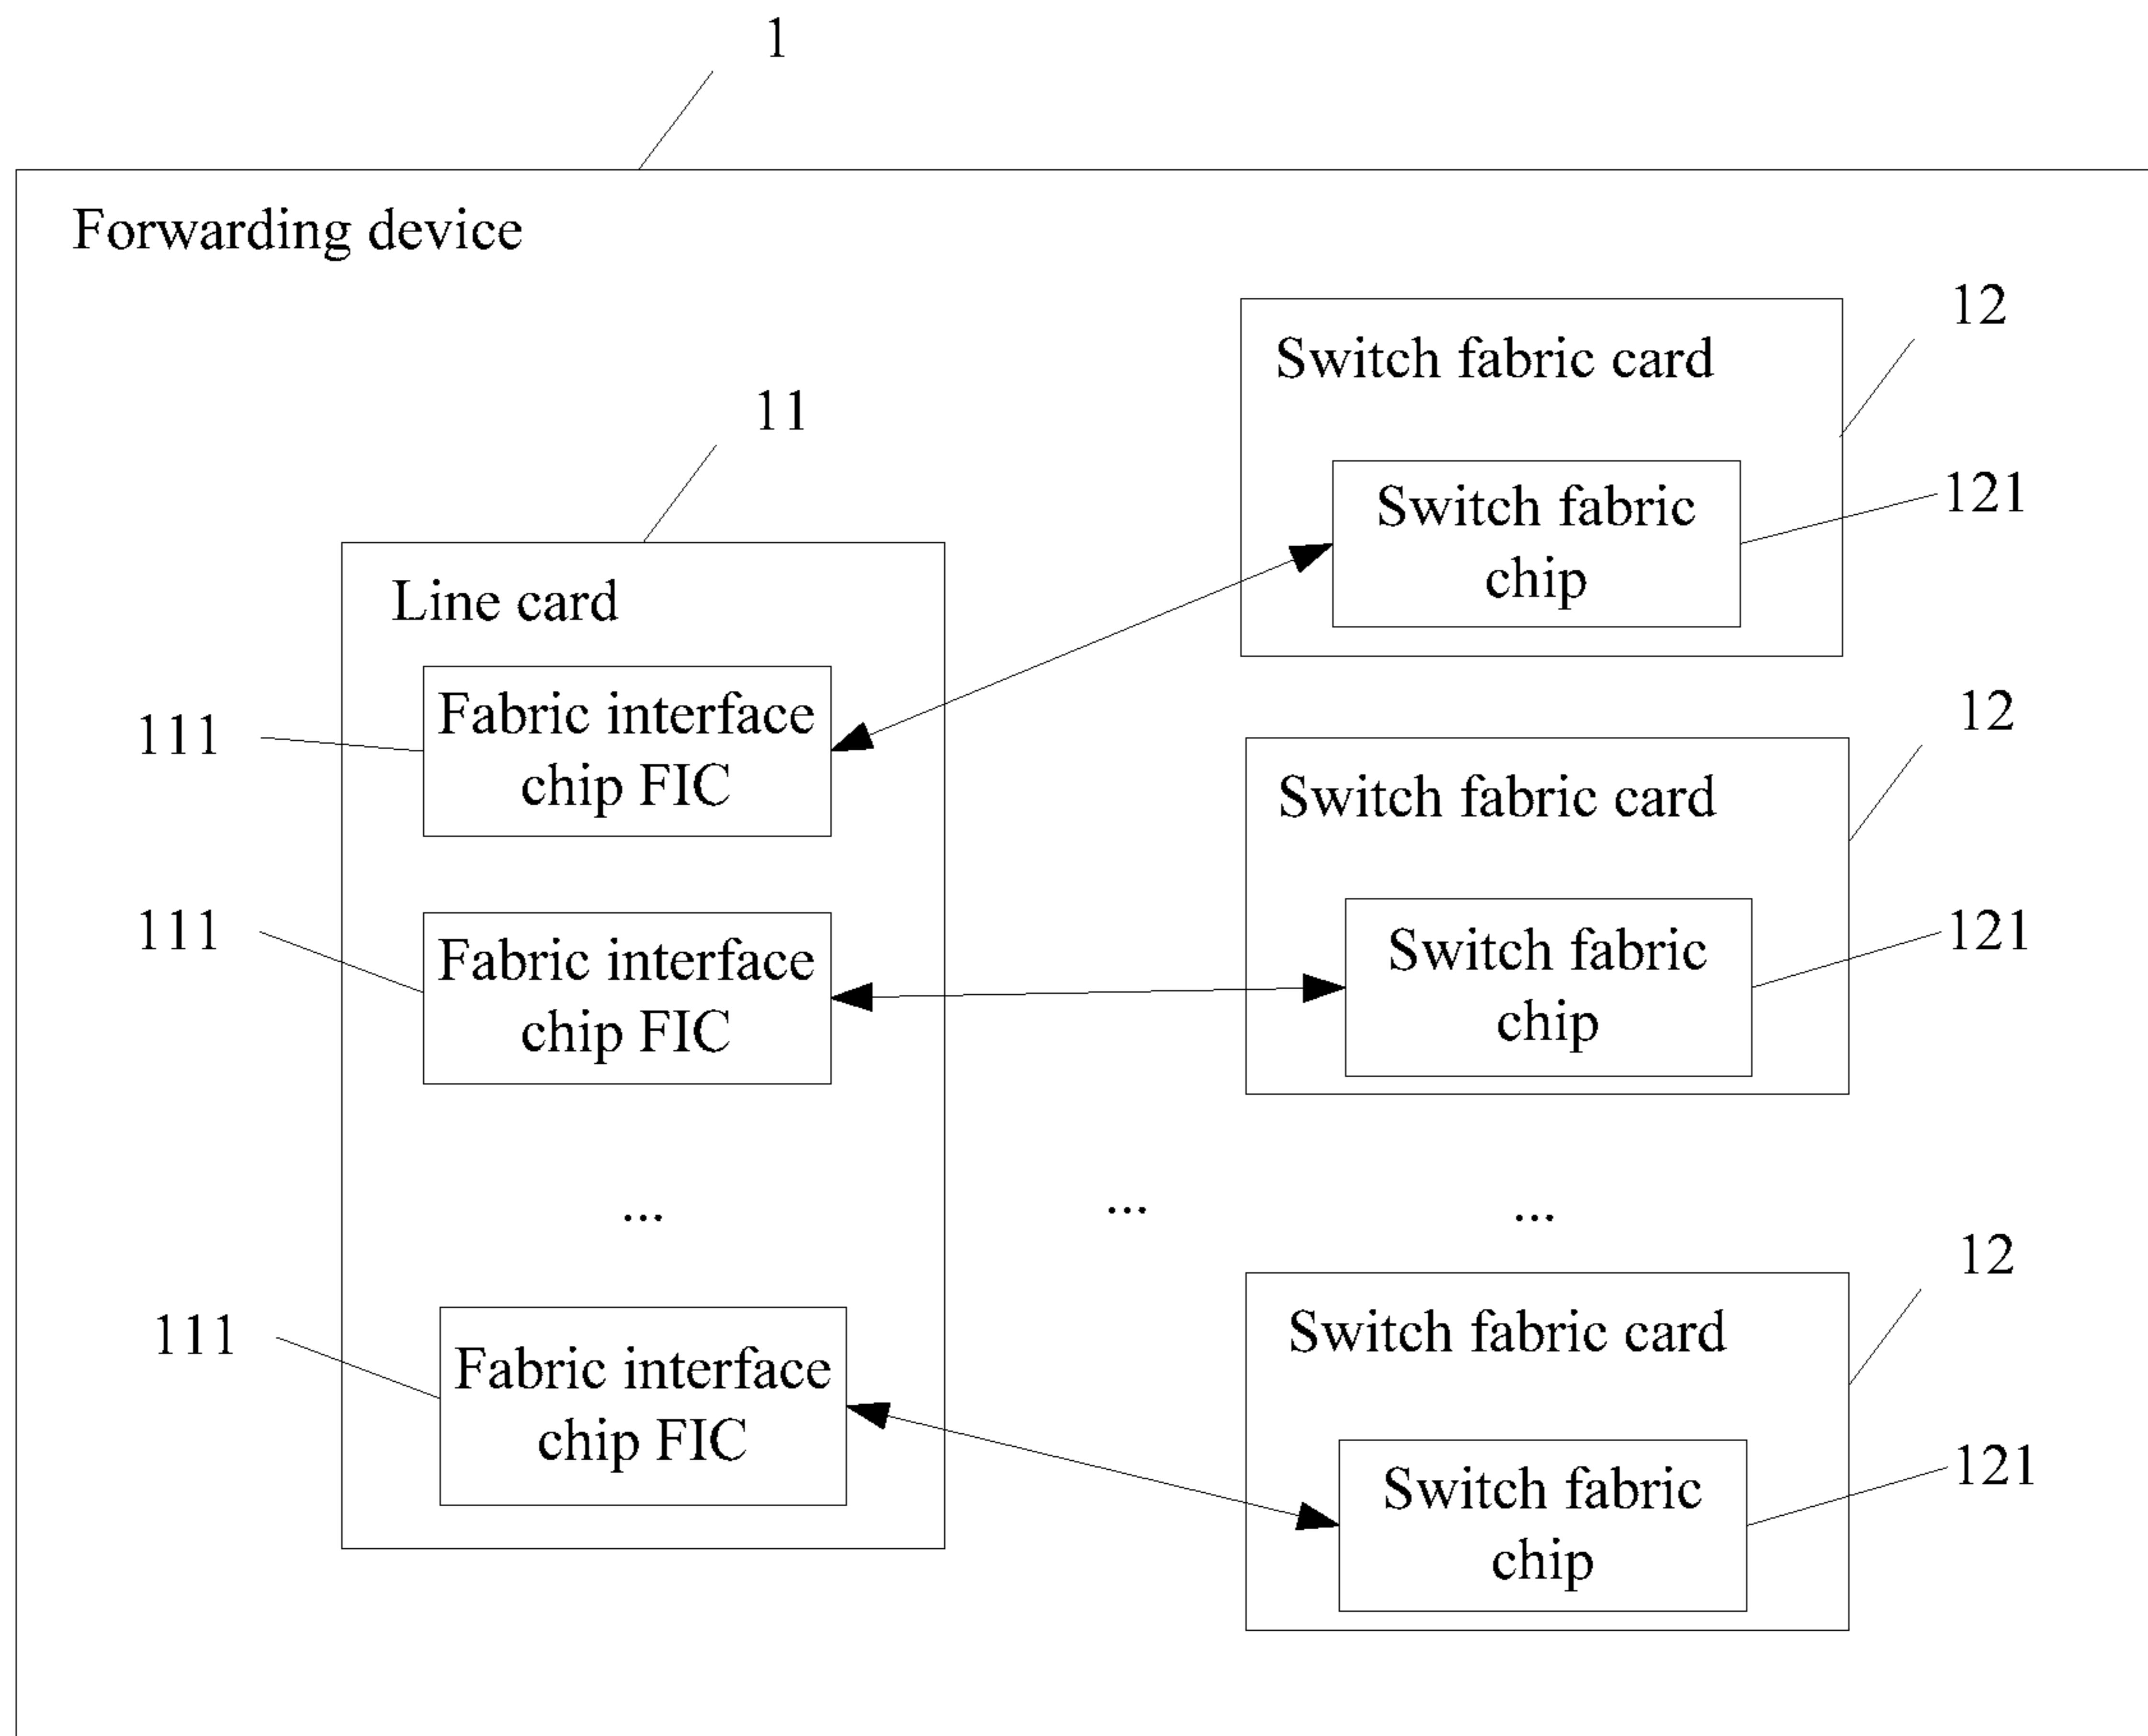 1
Forwarding device
12
Switch fabric card
11
121
Switch fabric
chip
Line card
111
Fabric interface
chip FIC
12
Switch fabric card
111
Fabric interface
chip FIC
121
Switch fabric
chip
...
...
...
12
Switch fabric card
111
Fabric interface
chip FIC
121
Switch fabric
chip